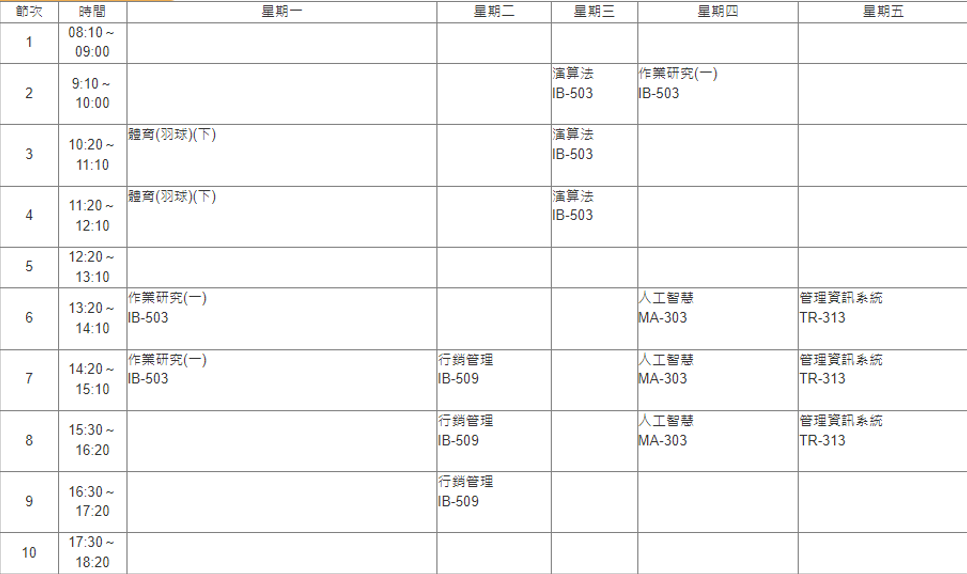 節次 時間 星期一 星期二 星期三 星期四 星期五
1 08:10 ~ 09:00
2 9:10 ~ 10:00 演算法 IB-503 作業研究(一) IB-503
3 10:20 ~ 11:10 體育(羽球)(下) 演算法 IB-503
4 11:20 ~ 12:10 體育(羽球)(下) 演算法 IB-503
5 12:20 ~ 13:10
6 13:20 ~ 14:10 作業研究(一) IB-503 人工智慧 MA-303 管理資訊系統 TR-313
7 14:20 ~ 15:10 作業研究(一) IB-503 行銷管理 IB-509 人工智慧 MA-303 管理資訊系統 TR-313
8 15:30 ~ 16:20 行銷管理 IB-509 人工智慧 MA-303 管理資訊系統 TR-313
9 16:30 ~ 17:20 行銷管理 IB-509
10 17:30 ~ 18:20